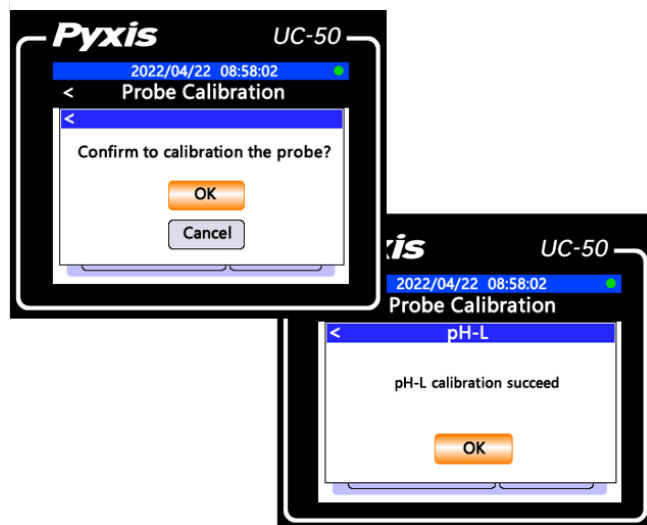 Pyxis UC-50
2022/04/22 08:58:02
< Probe Calibration
<
Confirm to calibration the probe?
OK
Cancel
xis UC-50
2022/04/22 08:58:02
Probe Calibration
< pH-L
pH-L calibration succeed
OK